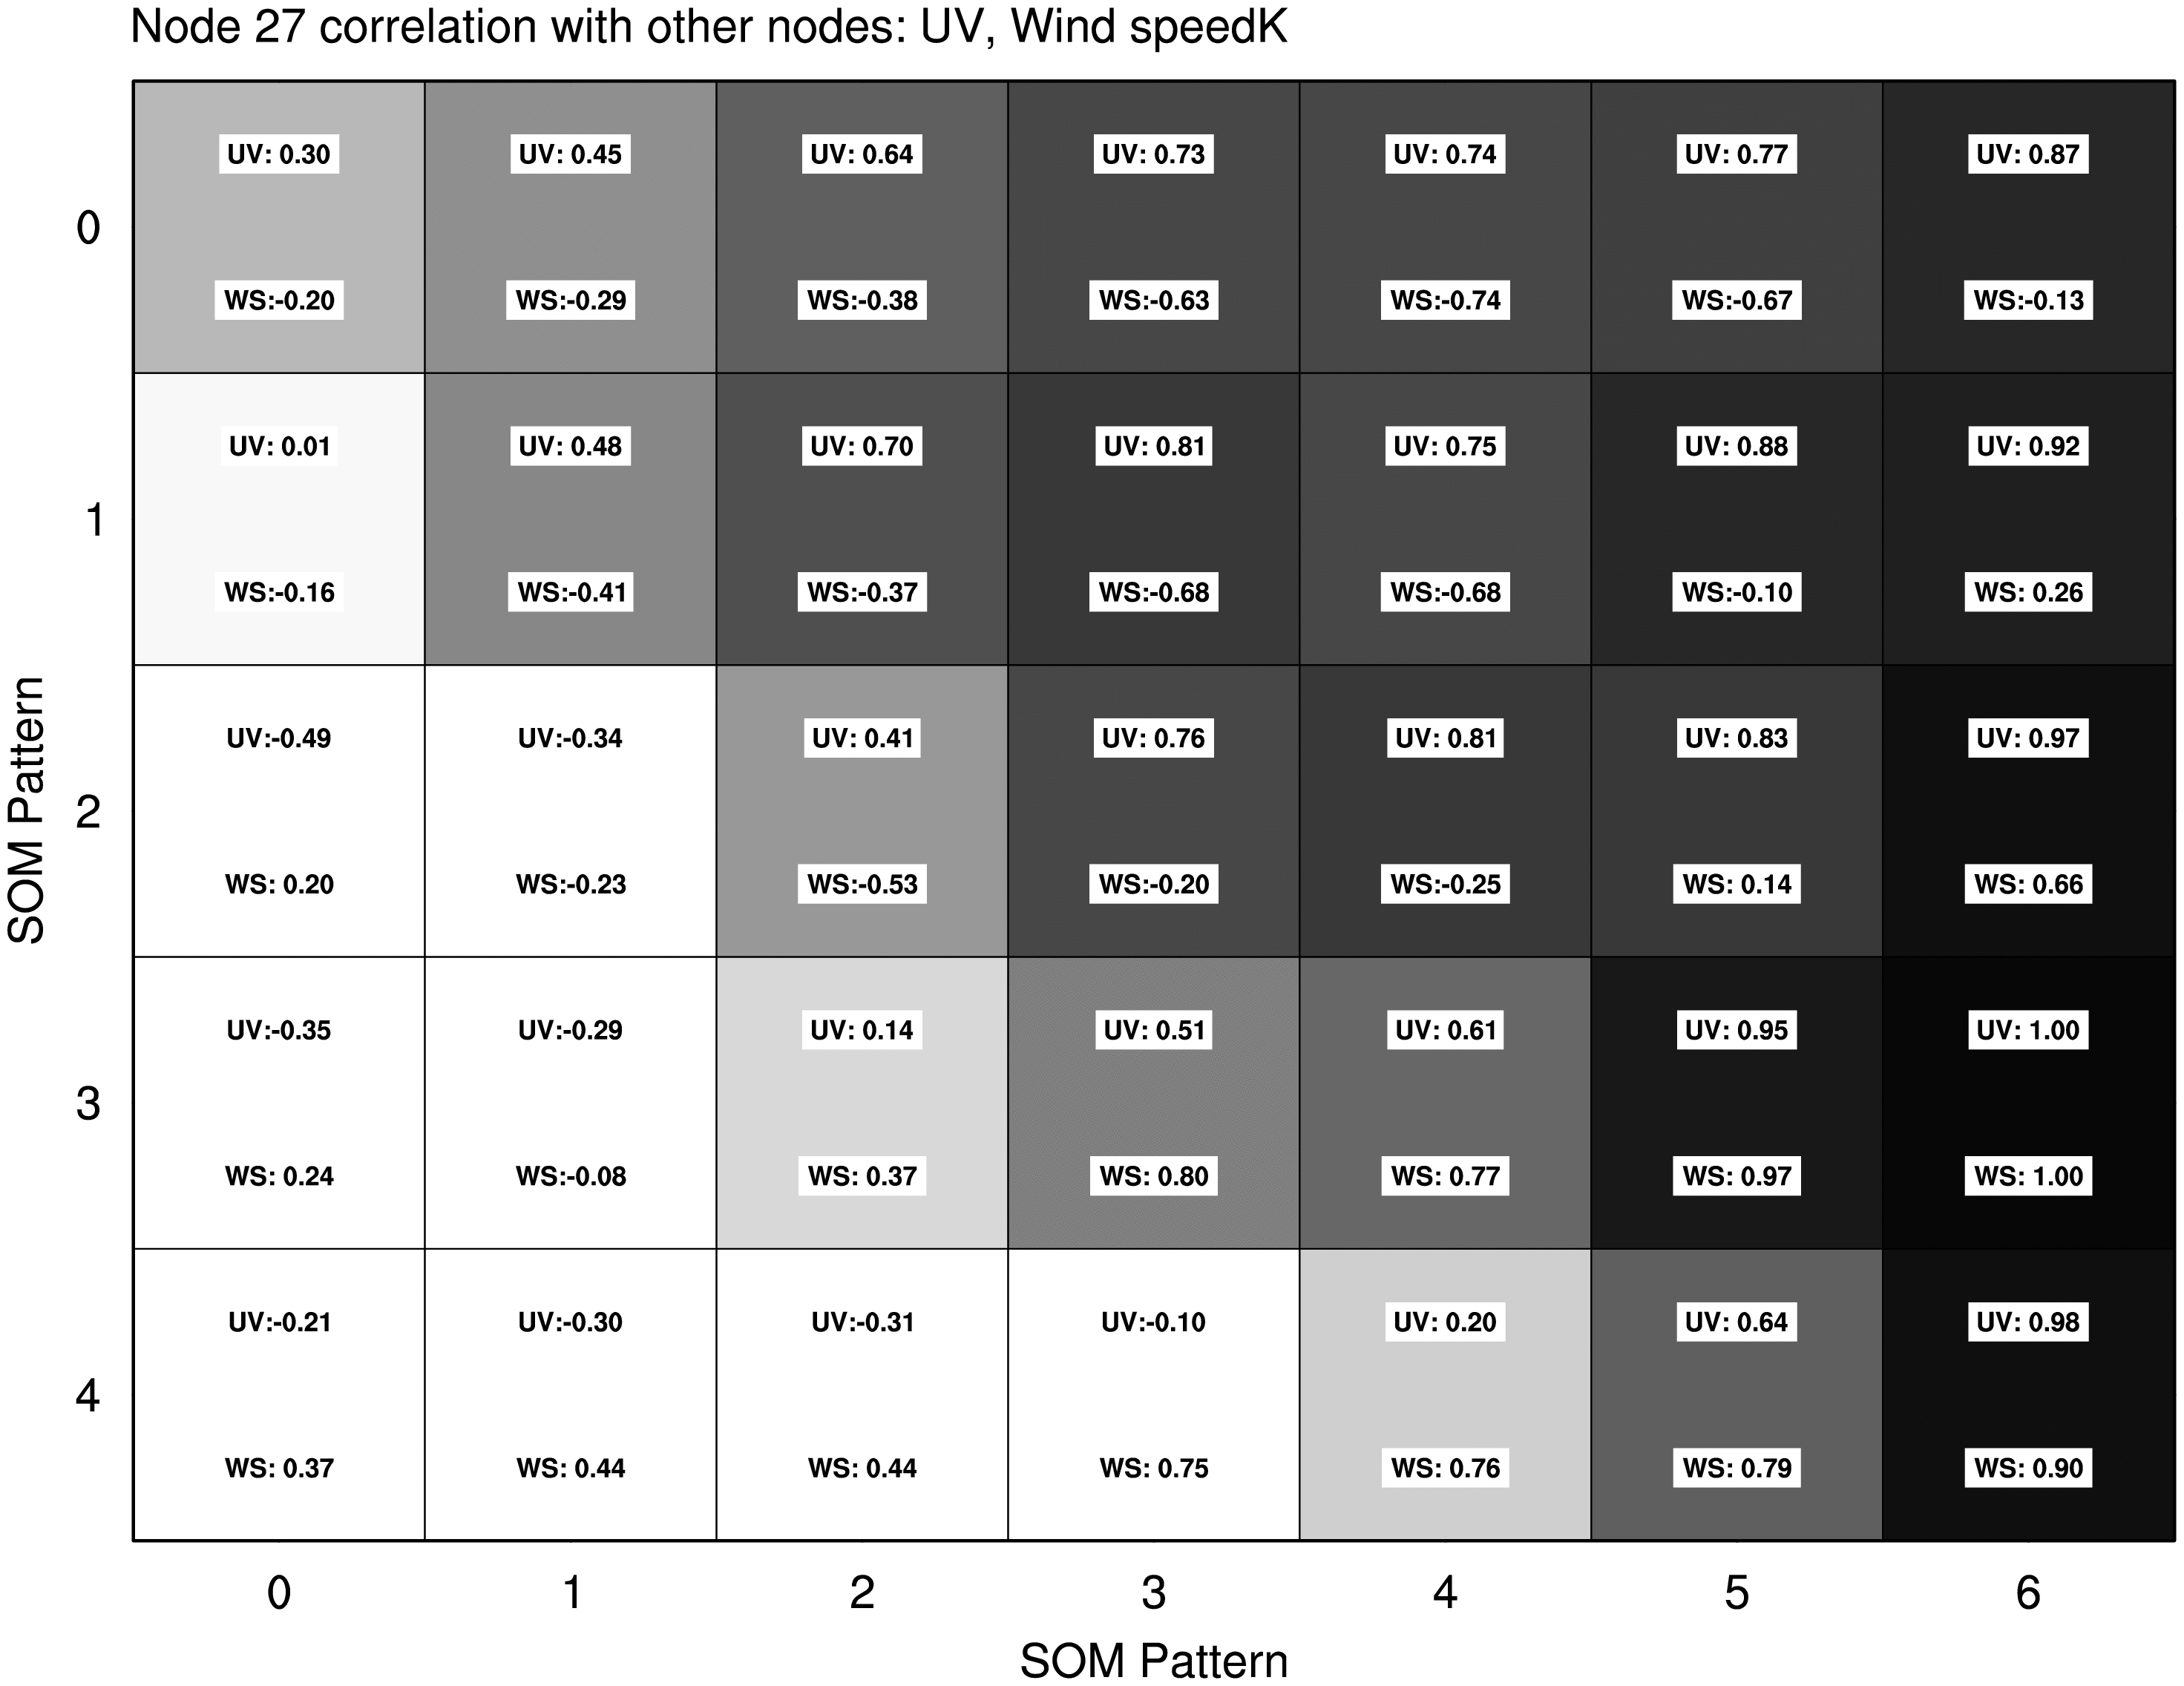 Node 27 correlation with other nodes: UV, Wind speedK
UV: 0.30 UV: 0.45 UV: 0.64 UV: 0.73 UV: 0.74 UV: 0.77 UV: 0.87
0
WS:-0.20 WS:-0.29 WS:-0.38 WS:-0.63 WS:-0.74 WS:-0.67 WS:-0.13
UV: 0.01 UV: 0.48 UV: 0.70 UV: 0.81 UV: 0.75 UV: 0.88 UV: 0.92
1
WS:-0.16 WS:-0.41 WS:-0.37 WS:-0.68 WS:-0.68 WS:-0.10 WS: 0.26
UV:-0.49 UV:-0.34 UV: 0.41 UV: 0.76 UV: 0.81 UV: 0.83 UV: 0.97
2
WS: 0.20 WS:-0.23 WS:-0.53 WS:-0.20 WS:-0.25 WS: 0.14 WS: 0.66
SOM Pattern
UV:-0.35 UV:-0.29 UV: 0.14 UV: 0.51 UV: 0.61 UV: 0.95 UV: 1.00
3
WS: 0.24 WS:-0.08 WS: 0.37 WS: 0.80 WS: 0.77 WS: 0.97 WS: 1.00
UV:-0.21 UV:-0.30 UV:-0.31 UV:-0.10 UV: 0.20 UV: 0.64 UV: 0.98
4
WS: 0.37 WS: 0.44 WS: 0.44 WS: 0.75 WS: 0.76 WS: 0.79 WS: 0.90
0 1 2 3 4 5 6
SOM Pattern